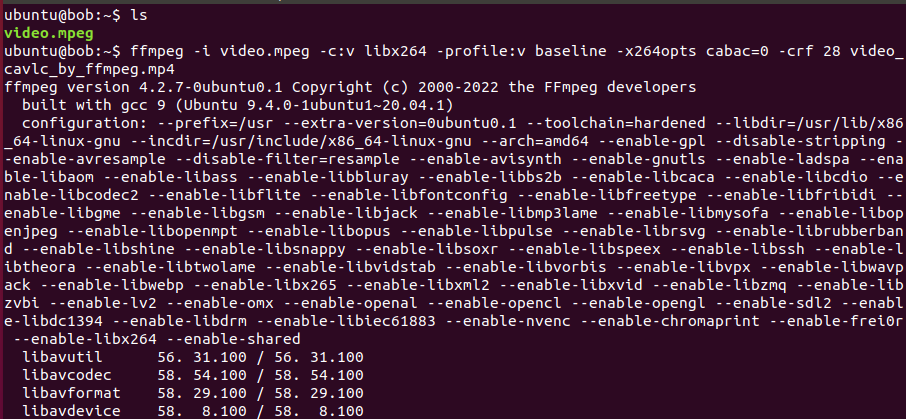 ubuntu@bob:~$ ls
video.mpeg
ubuntu@bob:~$ ffmpeg -i video.mpeg -c:v libx264 -profile:v baseline -x264opts cabac=0 -crf 28 video_
cavlc_by_ffmpeg.mp4
ffmpeg version 4.2.7-0ubuntu0.1 Copyright (c) 2000-2022 the FFmpeg developers
  built with gcc 9 (Ubuntu 9.4.0-1ubuntu1~20.04.1)
  configuration: --prefix=/usr --extra-version=0ubuntu0.1 --toolchain=hardened --libdir=/usr/lib/x86
_64-linux-gnu --incdir=/usr/include/x86_64-linux-gnu --arch=amd64 --enable-gpl --disable-stripping -
-enable-avresample --disable-filter=resample --enable-avisynth --enable-gnutls --enable-ladspa --ena
ble-libaom --enable-libass --enable-libbluray --enable-libbs2b --enable-libcaca --enable-libcdio --e
nable-libcodec2 --enable-libflite --enable-libfontconfig --enable-libfreetype --enable-libfribidi --
enable-libgme --enable-libgsm --enable-libjack --enable-libmp3lame --enable-libmysofa --enable-libop
enjpeg --enable-libopenmpt --enable-libopus --enable-libpulse --enable-librsvg --enable-librubberban
d --enable-libshine --enable-libsnappy --enable-libsoxr --enable-libspeex --enable-libssh --enable-l
ibtheora --enable-libtwolame --enable-libvidstab --enable-libvorbis --enable-libvpx --enable-libwavp
ack --enable-libwebp --enable-libx265 --enable-libxml2 --enable-libxvid --enable-libzmq --enable-lib
zvbi --enable-lv2 --enable-omx --enable-openal --enable-opencl --enable-opengl --enable-sdl2 --enabl
e-libdc1394 --enable-libdrm --enable-libiec61883 --enable-nvenc --enable-chromaprint --enable-frei0r
 --enable-libx264 --enable-shared
  libavutil      56. 31.100 / 56. 31.100
  libavcodec     58. 54.100 / 58. 54.100
  libavformat    58. 29.100 / 58. 29.100
  libavdevice    58.  8.100 / 58.  8.100